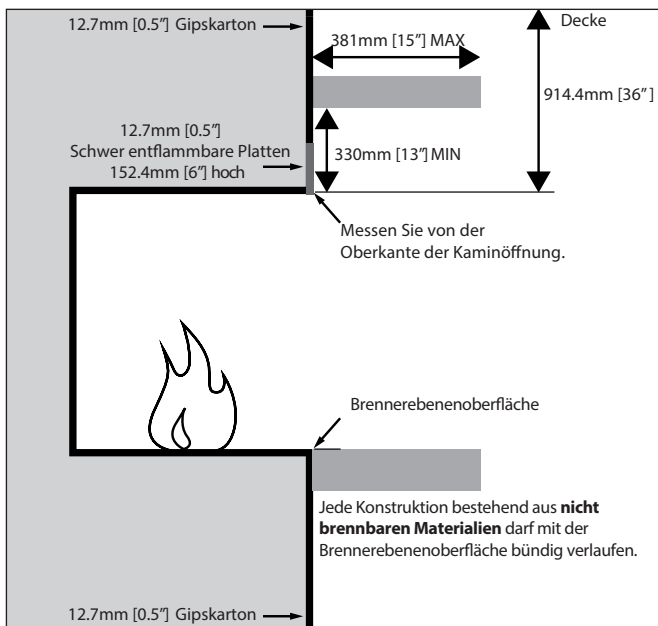 12.7mm [0.5”] Gipskarton
Decke
381mm [15”] MAX
914.4mm [36” ]
12.7mm [0.5”]
Schwer entflammbare Platten
152.4mm [6”] hoch
330mm [13”] MIN
Messen Sie von der
Oberkante der Kaminöffnung.
Brennerebenenoberfläche
Jede Konstruktion bestehend aus nicht
brennbaren Materialien darf mit der
Brennerebenenoberfläche bündig verlaufen.
12.7mm [0.5”] Gipskarton